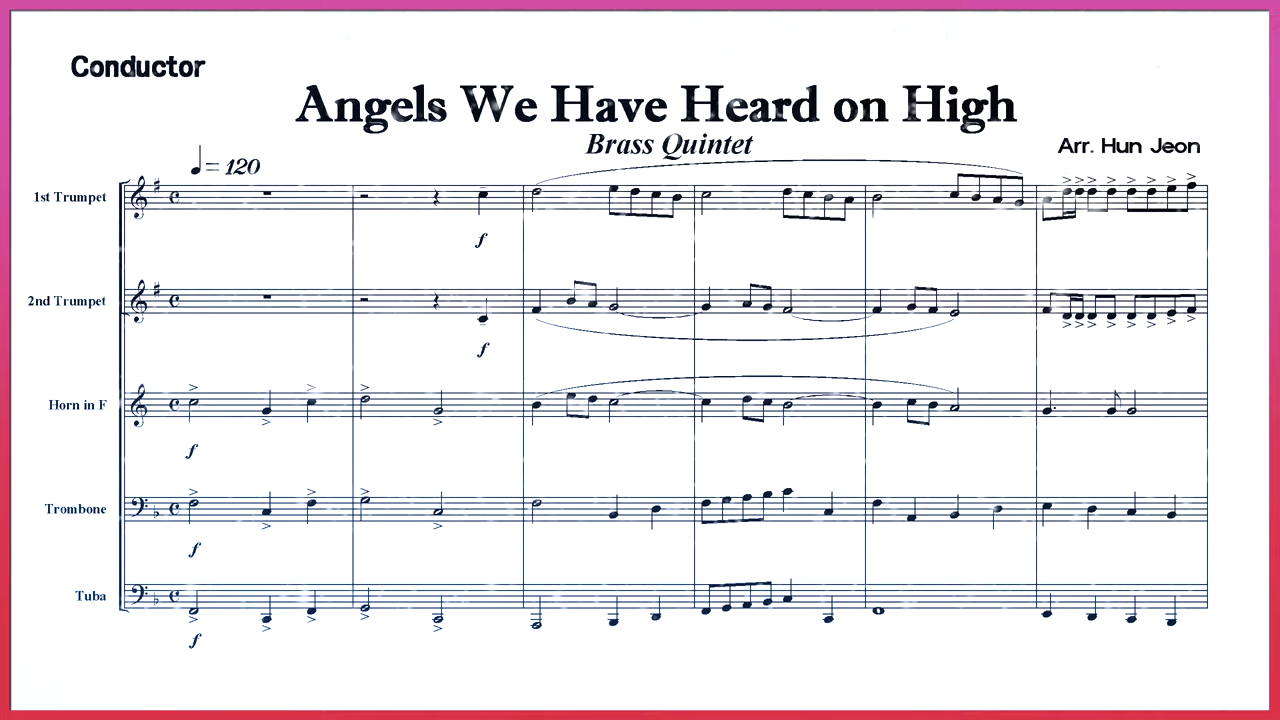 Conductor
Angels We Have Heard on High
Brass Quintet
Arr. Hun Jeon
♩ = 120
1st Trumpet
f
2nd Trumpet
f
Horn in F
f
Trombone
f
Tuba
f